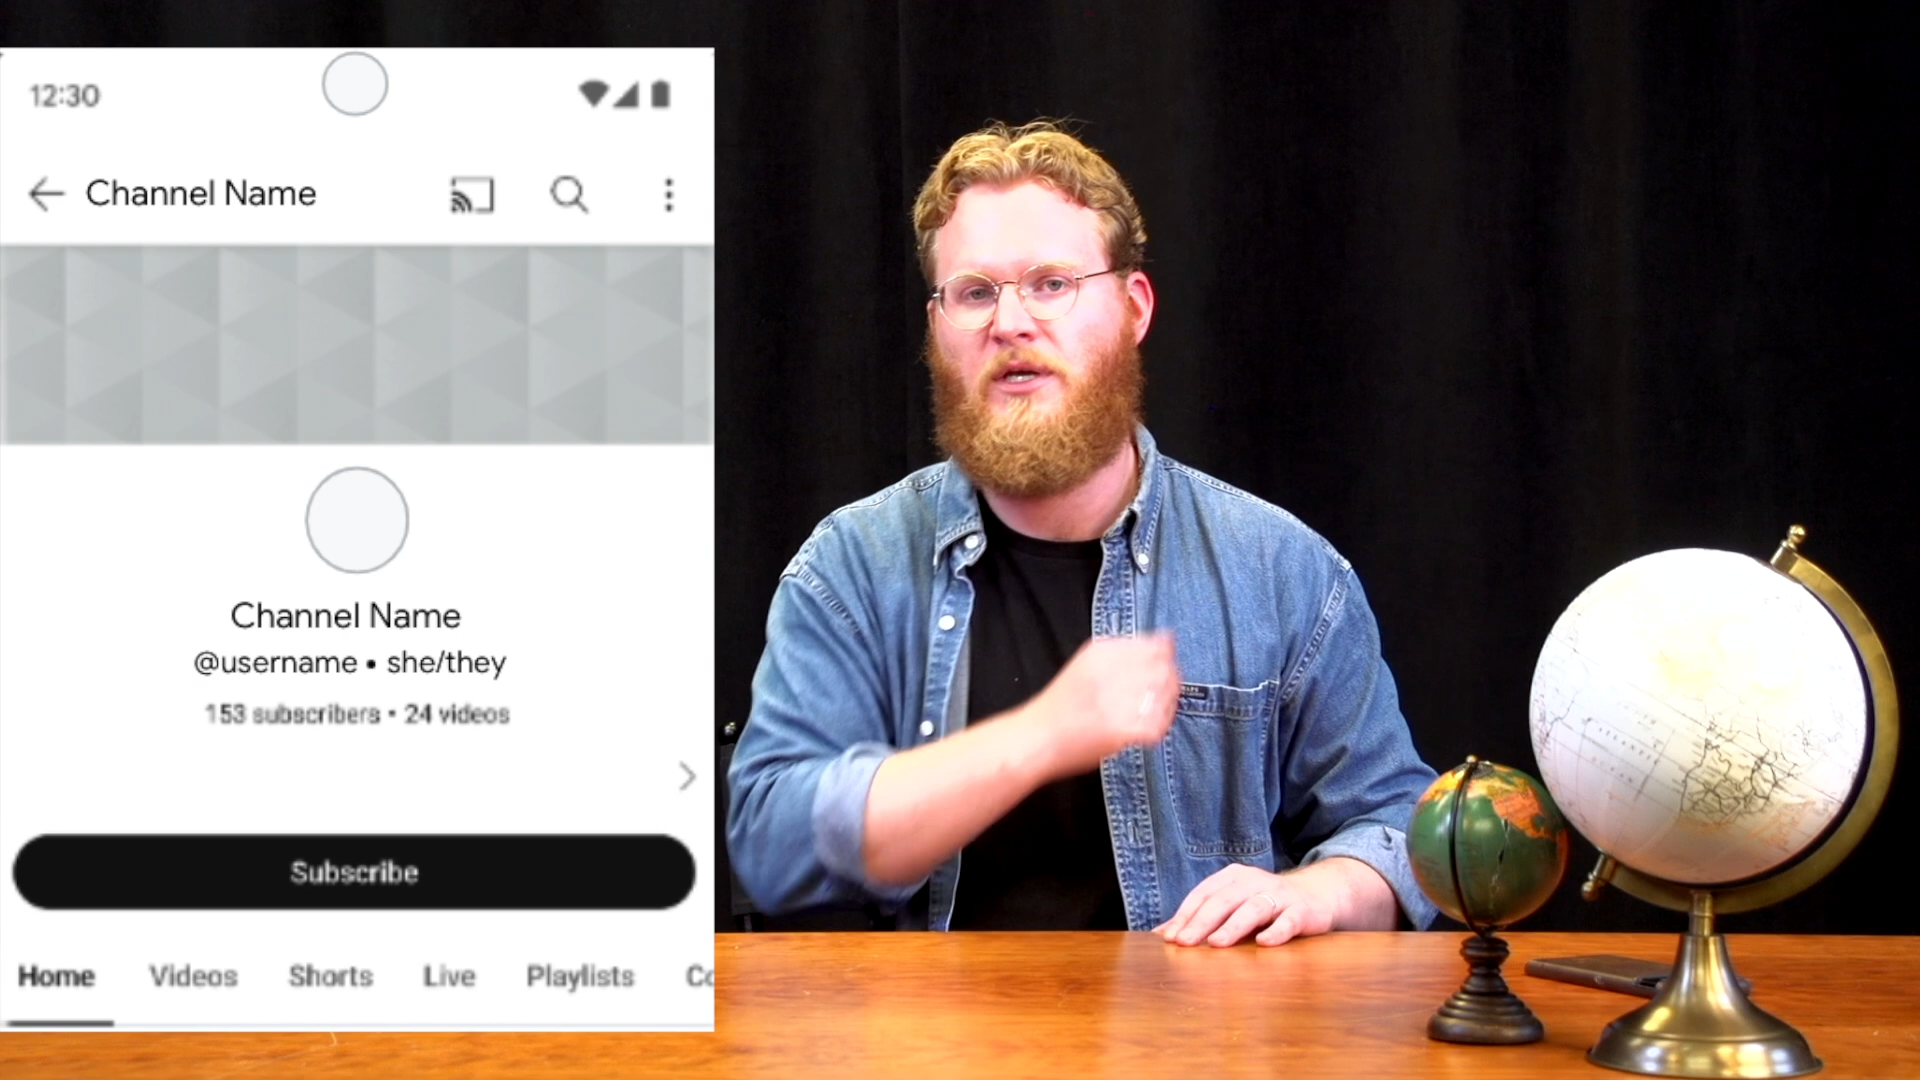 12:30
Channel Name
Channel Name
@username • she/they
153 subscribers • 24 videos
Subscribe
Home Videos Shorts Live Playlists